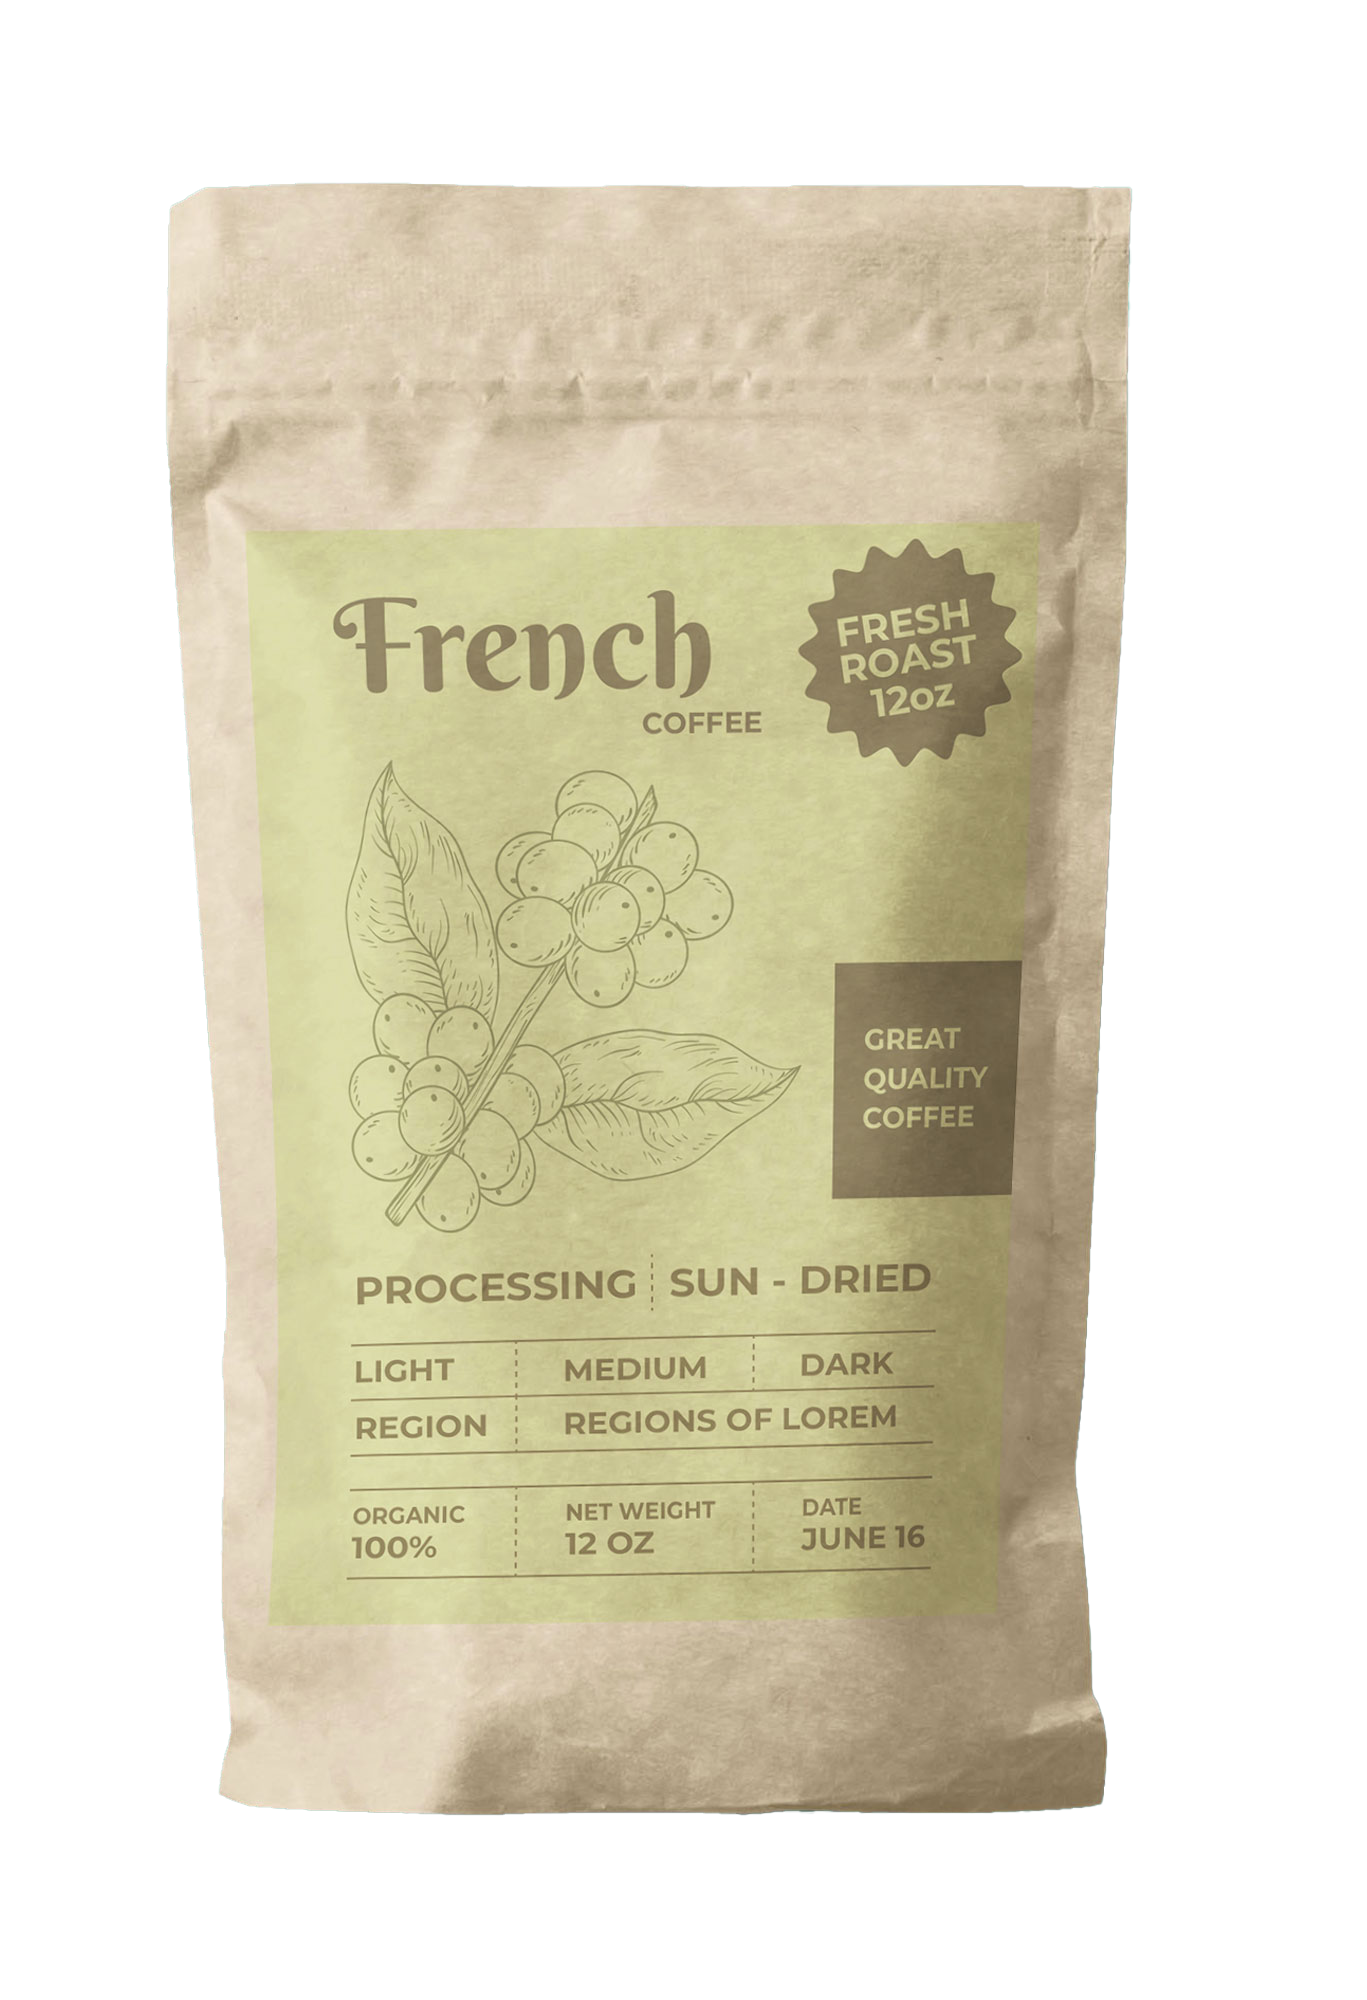 French
COFFEE
FRESH
ROAST
12oz
GREAT
QUALITY
COFFEE
PROCESSING SUN - DRIED
LIGHT MEDIUM DARK
REGION REGIONS OF LOREM
ORGANIC NET WEIGHT DATE
100% 12 OZ JUNE 16